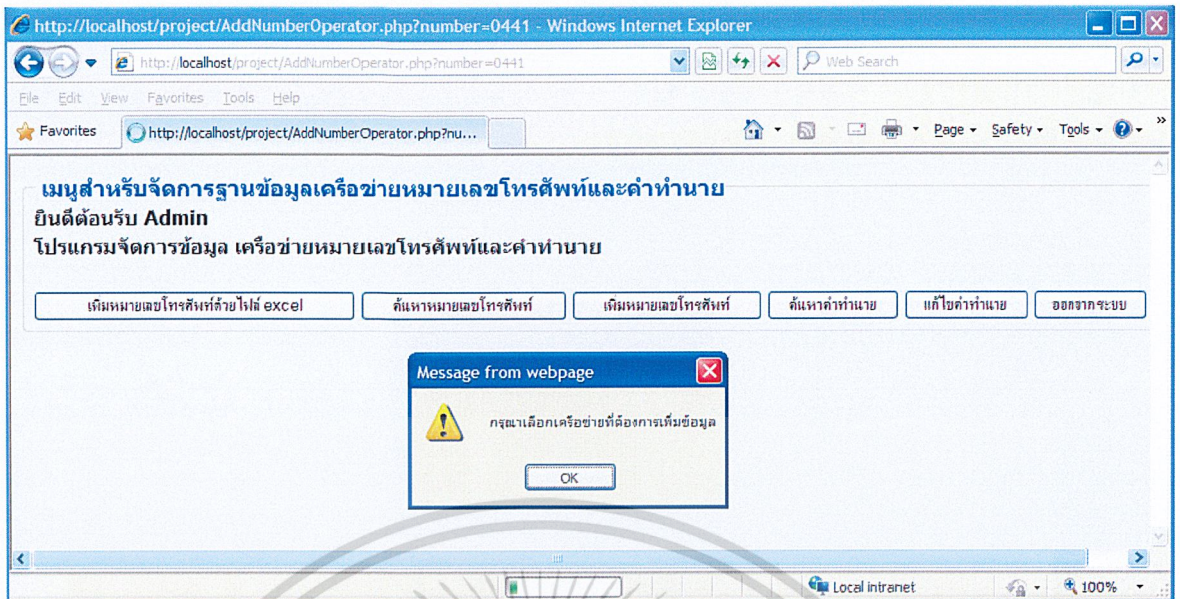 http://localhost/project/AddNumberOperator.php?number=0441 - Windows Internet Explorer
http://localhost/project/AddNumberOperator.php?number=0441
Web Search
File Edit View Favorites Tools Help
Favorites
http://localhost/project/AddNumberOperator.php?nu...
Page Safety Tools
เมนูสำหรับจัดการฐานข้อมูลเครือข่ายหมายเลขโทรศัพท์และคำทำนาย
ยินดีต้อนรับ Admin
โปรแกรมจัดการข้อมูล เครือข่ายหมายเลขโทรศัพท์และคำทำนาย
เพิ่มหมายเลขโทรศัพท์ด้วยไฟล์ excel ค้นหาหมายเลขโทรศัพท์ เพิ่มหมายเลขโทรศัพท์ ค้นหาคำทำนาย แก้ไขคำทำนาย ออกจากระบบ
Message from webpage
กรุณาเลือกเครือข่ายที่ต้องการเพิ่มข้อมูล
OK
Local intranet 100%